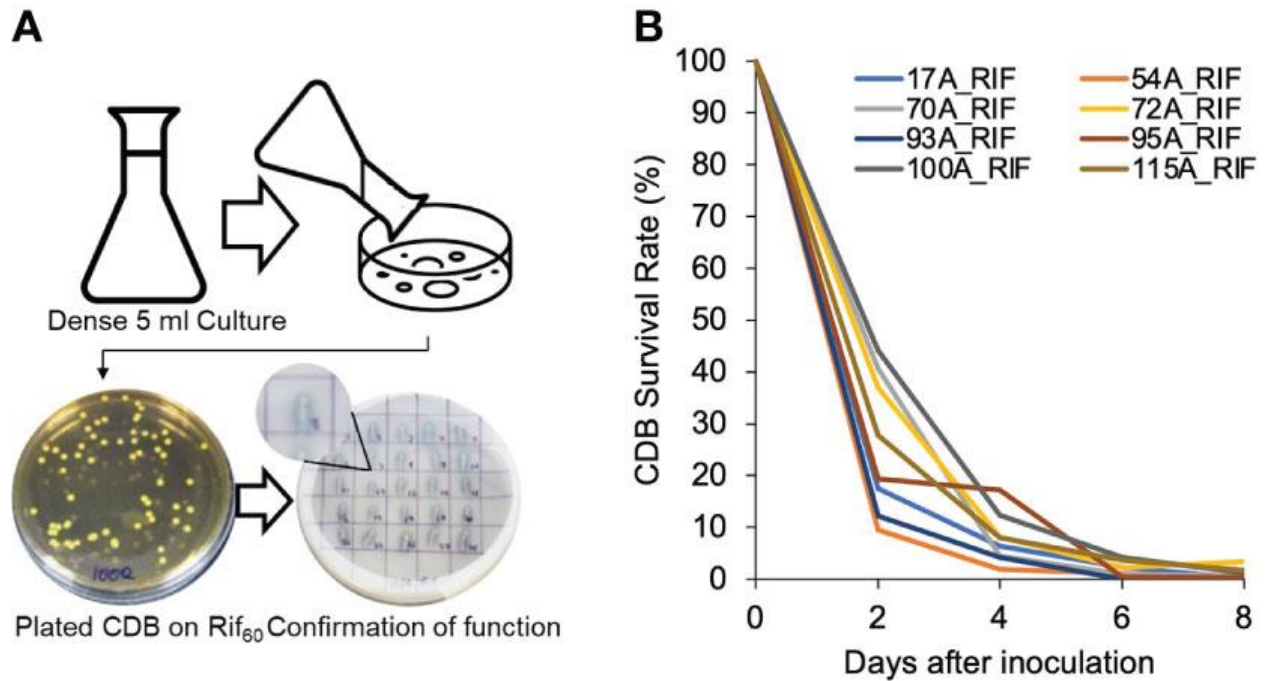 A
Dense 5 ml Culture
Plated CDB on Rif60 Confirmation of function
B
100
90
80
70
60
50
40
30
20
10
0
CDB Survival Rate (%)
17A_RIF 54A_RIF
70A_RIF 72A_RIF
93A_RIF 95A_RIF
100A_RIF 115A_RIF
0 2 4 6 8
Days after inoculation